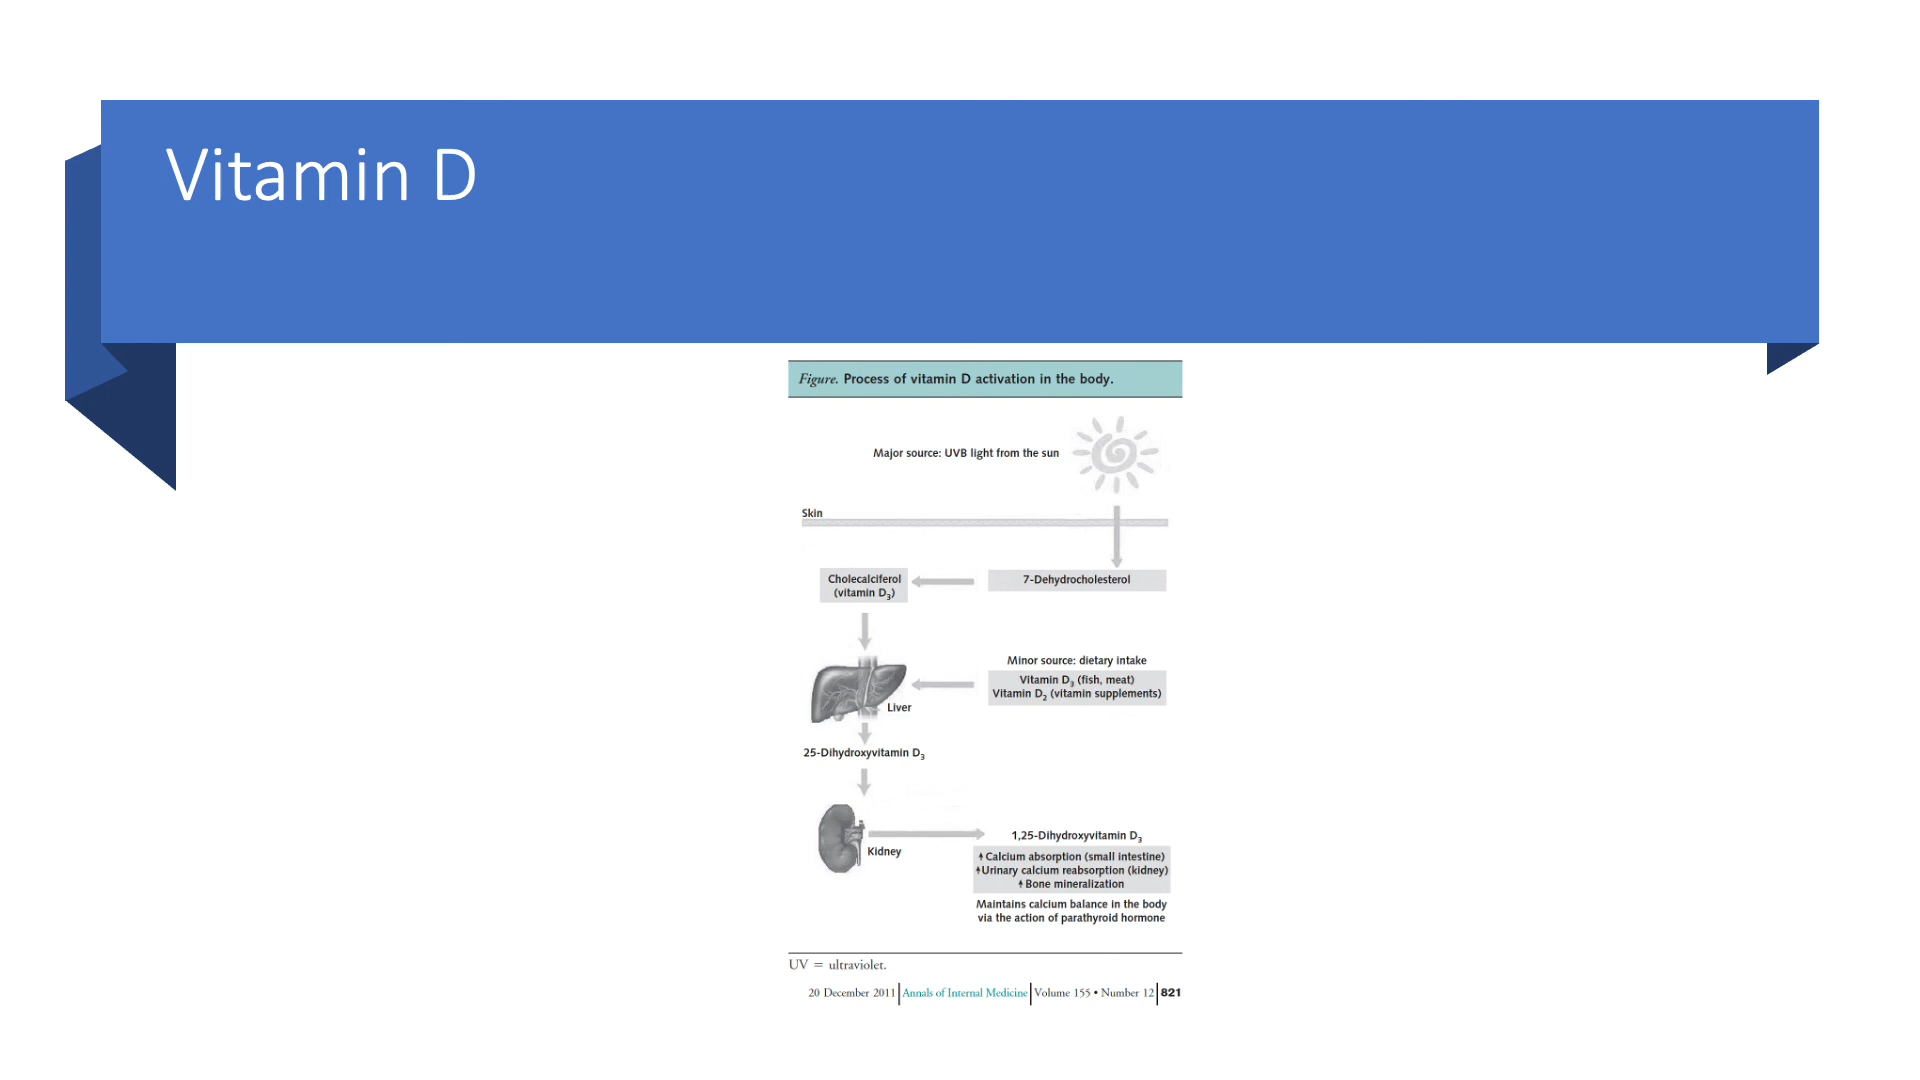 Vitamin D
Figure. Process of vitamin D activation in the body.
Major source: UVB light from the sun
Skin
7-Dehydrocholesterol
Cholecalciferol
(vitamin D3)
Minor source: dietary intake
Vitamin D3 (fish, meat)
Vitamin D2 (vitamin supplements)
Liver
25-Dihydroxyvitamin D3
Kidney
1,25-Dihydroxyvitamin D3
↑ Calcium absorption (small intestine)
↑ Urinary calcium reabsorption (kidney)
↑ Bone mineralization
Maintains calcium balance in the body
via the action of parathyroid hormone
UV = ultraviolet.
20 December 2011 | Annals of Internal Medicine | Volume 155 • Number 12 | 821